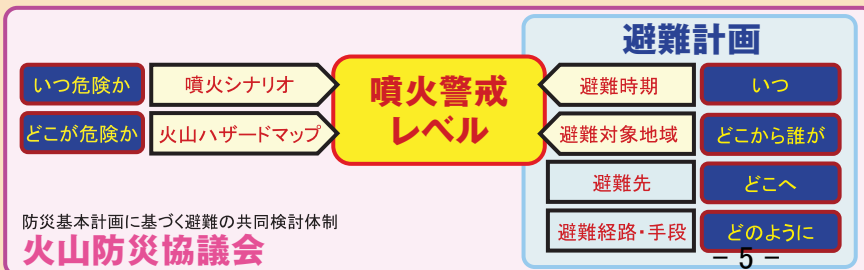 避難計画
いつ危険か 噴火シナリオ
どこが危険か 火山ハザードマップ
噴火警戒
レベル
避難時期 いつ
避難対象地域 どこから誰が
避難先 どこへ
避難経路・手段 どのように
防災基本計画に基づく避難の共同検討体制
火山防災協議会
- 5 -